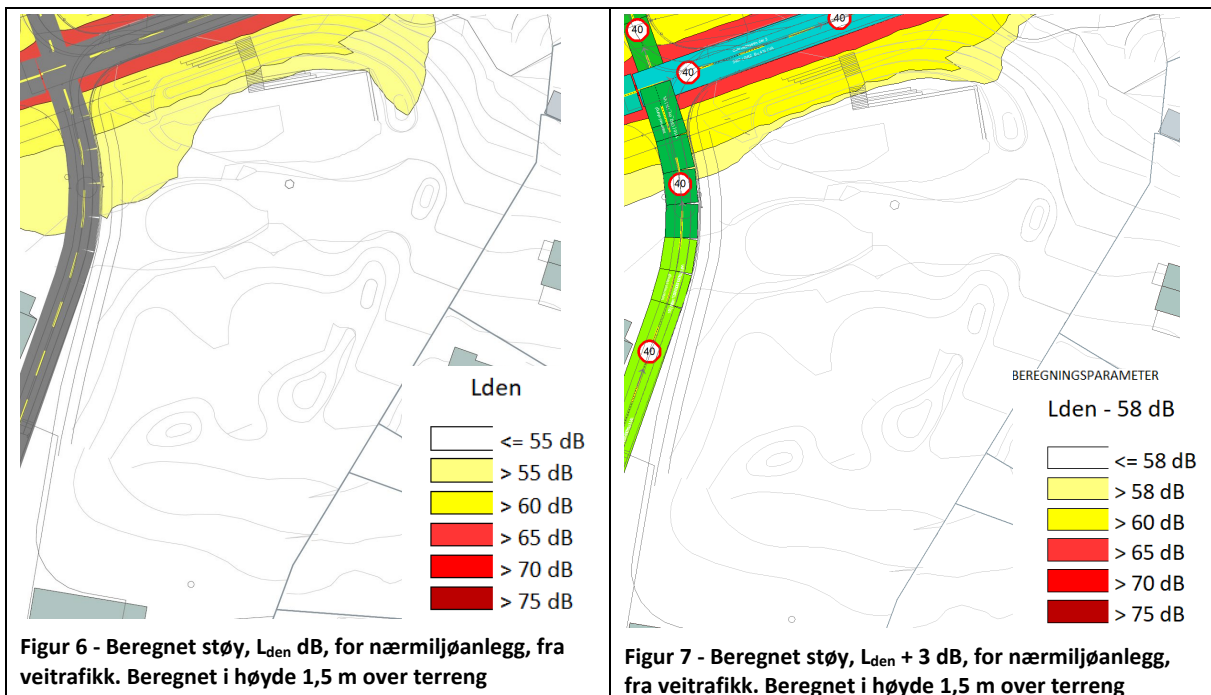 Lden
<= 55 dB
> 55 dB
> 60 dB
> 65 dB
> 70 dB
> 75 dB
Figur 6 - Beregnet støy, Lden dB, for nærmiljøanlegg, fra
veitrafikk. Beregnet i høyde 1,5 m over terreng
40
40
40
40
40
BEREGNINGSPARAMETER
Lden - 58 dB
<= 58 dB
> 58 dB
> 60 dB
> 65 dB
> 70 dB
> 75 dB
Figur 7 - Beregnet støy, Lden + 3 dB, for nærmiljøanlegg,
fra veitrafikk. Beregnet i høyde 1,5 m over terreng